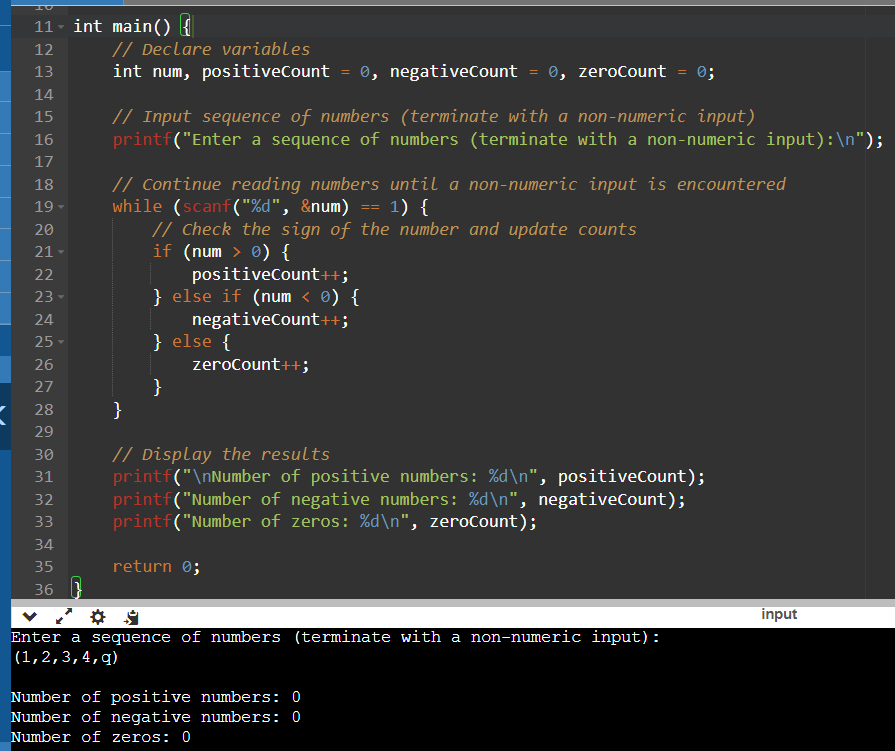 11 int main() {
12 // Declare variables
13 int num, positiveCount = 0, negativeCount = 0, zeroCount = 0;
14
15 // Input sequence of numbers (terminate with a non-numeric input)
16 printf("Enter a sequence of numbers (terminate with a non-numeric input):\n");
17
18 // Continue reading numbers until a non-numeric input is encountered
19 while (scanf("%d", &num) == 1) {
20 // Check the sign of the number and update counts
21 if (num > 0) {
22 positiveCount++;
23 } else if (num < 0) {
24 negativeCount++;
25 } else {
26 zeroCount++;
27 }
28 }
29
30 // Display the results
31 printf("\nNumber of positive numbers: %d\n", positiveCount);
32 printf("Number of negative numbers: %d\n", negativeCount);
33 printf("Number of zeros: %d\n", zeroCount);
34
35 return 0;
36 }
input
Enter a sequence of numbers (terminate with a non-numeric input):
(1,2,3,4,q)
Number of positive numbers: 0
Number of negative numbers: 0
Number of zeros: 0